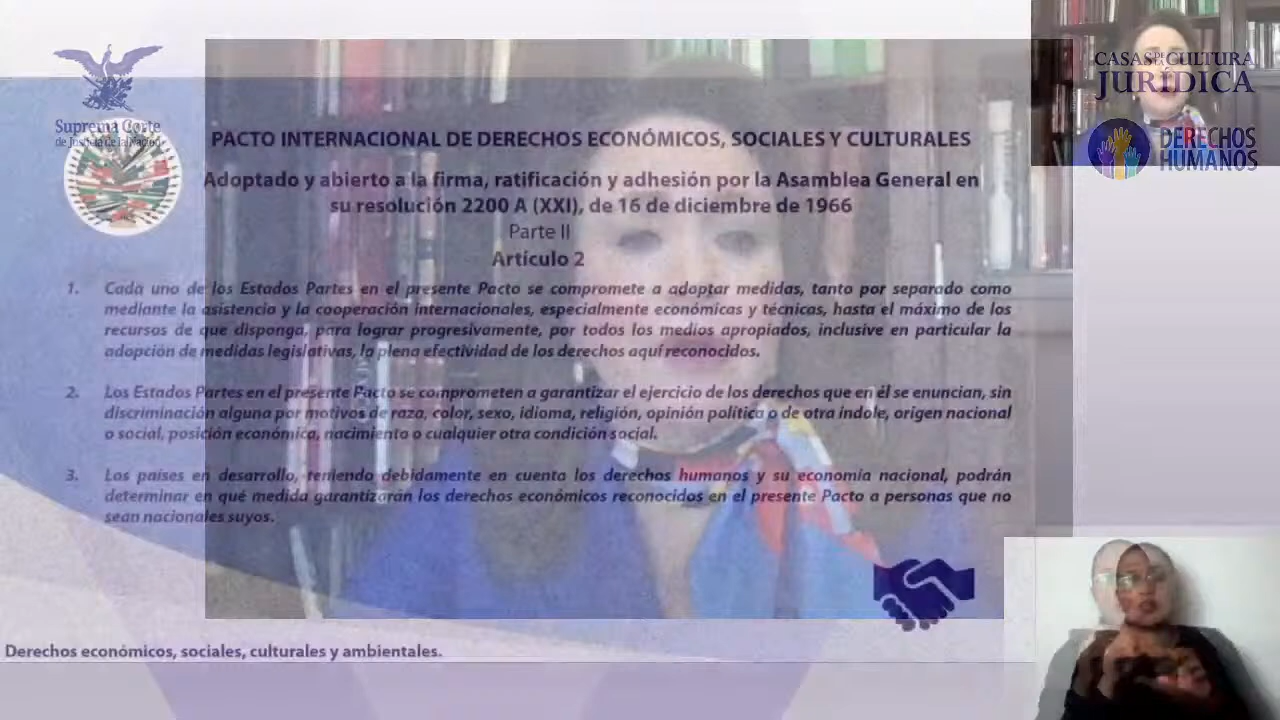 Suprema Corte
de Justicia de la Nación
CASAS DE LA CULTURA
JURÍDICA
DERECHOS
HUMANOS
PACTO INTERNACIONAL DE DERECHOS ECONÓMICOS, SOCIALES Y CULTURALES
Adoptado y abierto a la firma, ratificación y adhesión por la Asamblea General en
su resolución 2200 A (XXI), de 16 de diciembre de 1966
Parte II
Artículo 2
1. Cada uno de los Estados Partes en el presente Pacto se compromete a adoptar medidas, tanto por separado como
mediante la asistencia y la cooperación internacionales, especialmente económicas y técnicas, hasta el máximo de los
recursos de que disponga, para lograr progresivamente, por todos los medios apropiados, inclusive en particular la
adopción de medidas legislativas, la plena efectividad de los derechos aquí reconocidos.
2. Los Estados Partes en el presente Pacto se comprometen a garantizar el ejercicio de los derechos que en él se enuncian, sin
discriminación alguna por motivos de raza, color, sexo, idioma, religión, opinión política o de otra índole, origen nacional
o social, posición económica, nacimiento o cualquier otra condición social.
3. Los países en desarrollo, teniendo debidamente en cuenta los derechos humanos y su economía nacional, podrán
determinar en qué medida garantizarán los derechos económicos reconocidos en el presente Pacto a personas que no
sean nacionales suyos.
Derechos económicos, sociales, culturales y ambientales.